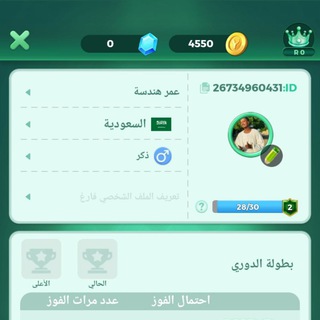 0
4550
R 0
عمر هندسة
26734960431:ID
السعودية
ذكر
تعريف الملف الشخصي فارغ
28/30
2
بطولة الدوري
الحالي
الأعلى
احتمال الفوز
عدد مرات الفوز